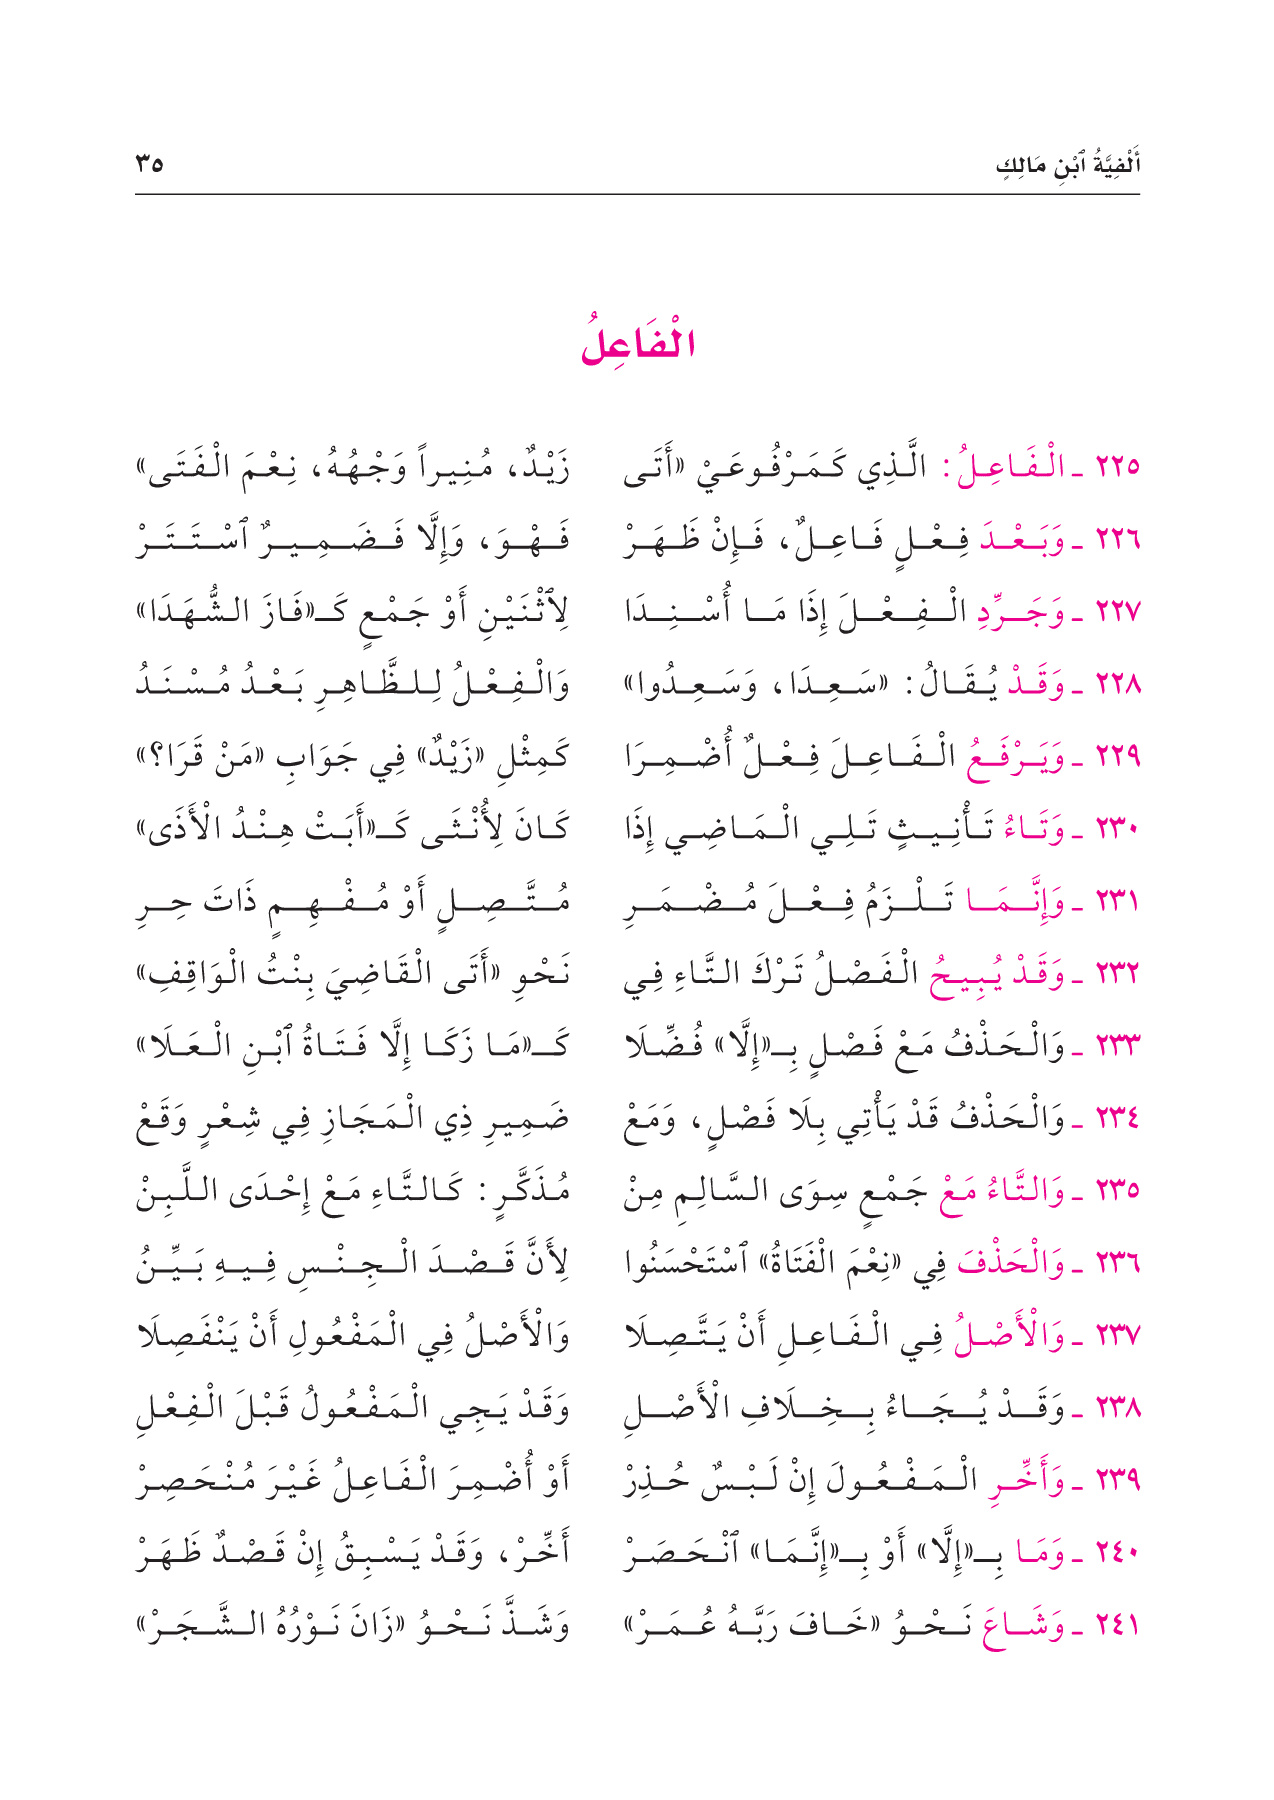 أَلْفِيَّةُ ٱبْنِ مَالِكٍ ٣٥
الْفَاعِلُ
٢٢٥ - الْفَاعِلُ: الَّذِي كَمَرْفُوعَيْ «أَتَى زَيْدٌ، مُنِيراً وَجْهُهُ، نِعْمَ الْفَتَى»
٢٢٦ - وَبَعْدَ فِعْلٍ فَاعِلٌ، فَإِنْ ظَهَرْ فَهْوَ، وَإِلَّا فَضَمِيرٌ ٱسْتَتَرْ
٢٢٧ - وَجَرِّدِ الْفِعْلَ إِذَا مَا أُسْنِدَا لِٱثْنَيْنِ أَوْ جَمْعٍ كَـ«فَازَ الشُّهَدَا»
٢٢٨ - وَقَدْ يُقَالُ: «سَعِدَا، وَسَعِدُوا» وَالْفِعْلُ لِلظَّاهِرِ بَعْدُ مُسْنَدُ
٢٢٩ - وَيَرْفَعُ الْفَاعِلَ فِعْلٌ أُضْمِرَا كَمِثْلِ «زَيْدٌ» فِي جَوَابِ «مَنْ قَرَا؟»
٢٣٠ - وَتَاءُ تَأْنِيثٍ تَلِي الْمَاضِي إِذَا كَانَ لِأُنْثَى كَـ«أَبَتْ هِنْدُ الْأَذَى»
٢٣١ - وَإِنَّمَا تَلْزَمُ فِعْلَ مُضْمَرِ مُتَّصِلٍ أَوْ مُفْهِمٍ ذَاتَ حِرِ
٢٣٢ - وَقَدْ يُبِيحُ الْفَصْلُ تَرْكَ التَّاءِ فِي نَحْوِ «أَتَى الْقَاضِيَ بِنْتُ الْوَاقِفِ»
٢٣٣ - وَالْحَذْفُ مَعْ فَصْلٍ بِـ«إِلَّا» فُضِّلَا كَـ«مَا زَكَا إِلَّا فَتَاةُ ٱبْنِ الْعَلَا»
٢٣٤ - وَالْحَذْفُ قَدْ يَأْتِي بِلَا فَصْلٍ، وَمَعْ ضَمِيرِ ذِي الْمَجَازِ فِي شِعْرٍ وَقَعْ
٢٣٥ - وَالتَّاءُ مَعْ جَمْعٍ سِوَى السَّالِمِ مِنْ مُذَكَّرٍ: كَالتَّاءِ مَعْ إِحْدَى اللَّبِنْ
٢٣٦ - وَالْحَذْفَ فِي «نِعْمَ الْفَتَاةُ» ٱسْتَحْسَنُوا لِأَنَّ قَصْدَ الْجِنْسِ فِيهِ بَيِّنُ
٢٣٧ - وَالْأَصْلُ فِي الْفَاعِلِ أَنْ يَتَّصِلَا وَالْأَصْلُ فِي الْمَفْعُولِ أَنْ يَنْفَصِلَا
٢٣٨ - وَقَدْ يُجَاءُ بِخِلَافِ الْأَصْلِ وَقَدْ يَجِي الْمَفْعُولُ قَبْلَ الْفِعْلِ
٢٣٩ - وَأَخِّرِ الْمَفْعُولَ إِنْ لَبْسٌ حُذِرْ أَوْ أُضْمِرَ الْفَاعِلُ غَيْرَ مُنْحَصِرْ
٢٤٠ - وَمَا بِـ«إِلَّا» أَوْ بِـ«إِنَّمَا» ٱنْحَصَرْ أَخِّرْ، وَقَدْ يَسْبِقُ إِنْ قَصْدٌ ظَهَرْ
٢٤١ - وَشَاعَ نَحْوُ «خَافَ رَبَّهُ عُمَرْ» وَشَذَّ نَحْوُ «زَانَ نَوْرُهُ الشَّجَرْ»